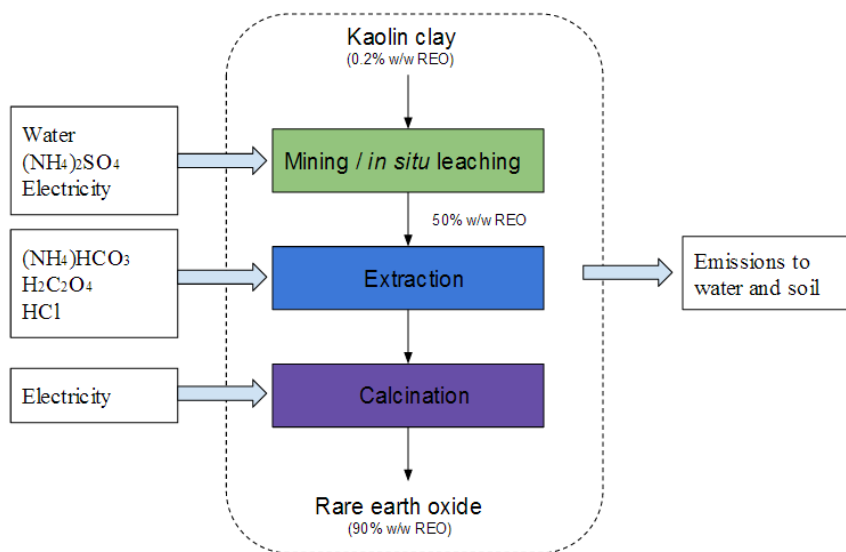 Kaolin clay
(0.2% w/w REO)
Water
(NH4)2SO4
Electricity
Mining / in situ leaching
50% w/w REO
(NH4)HCO3
H2C2O4
HCl
Extraction
Emissions to
water and soil
Electricity
Calcination
Rare earth oxide
(90% w/w REO)